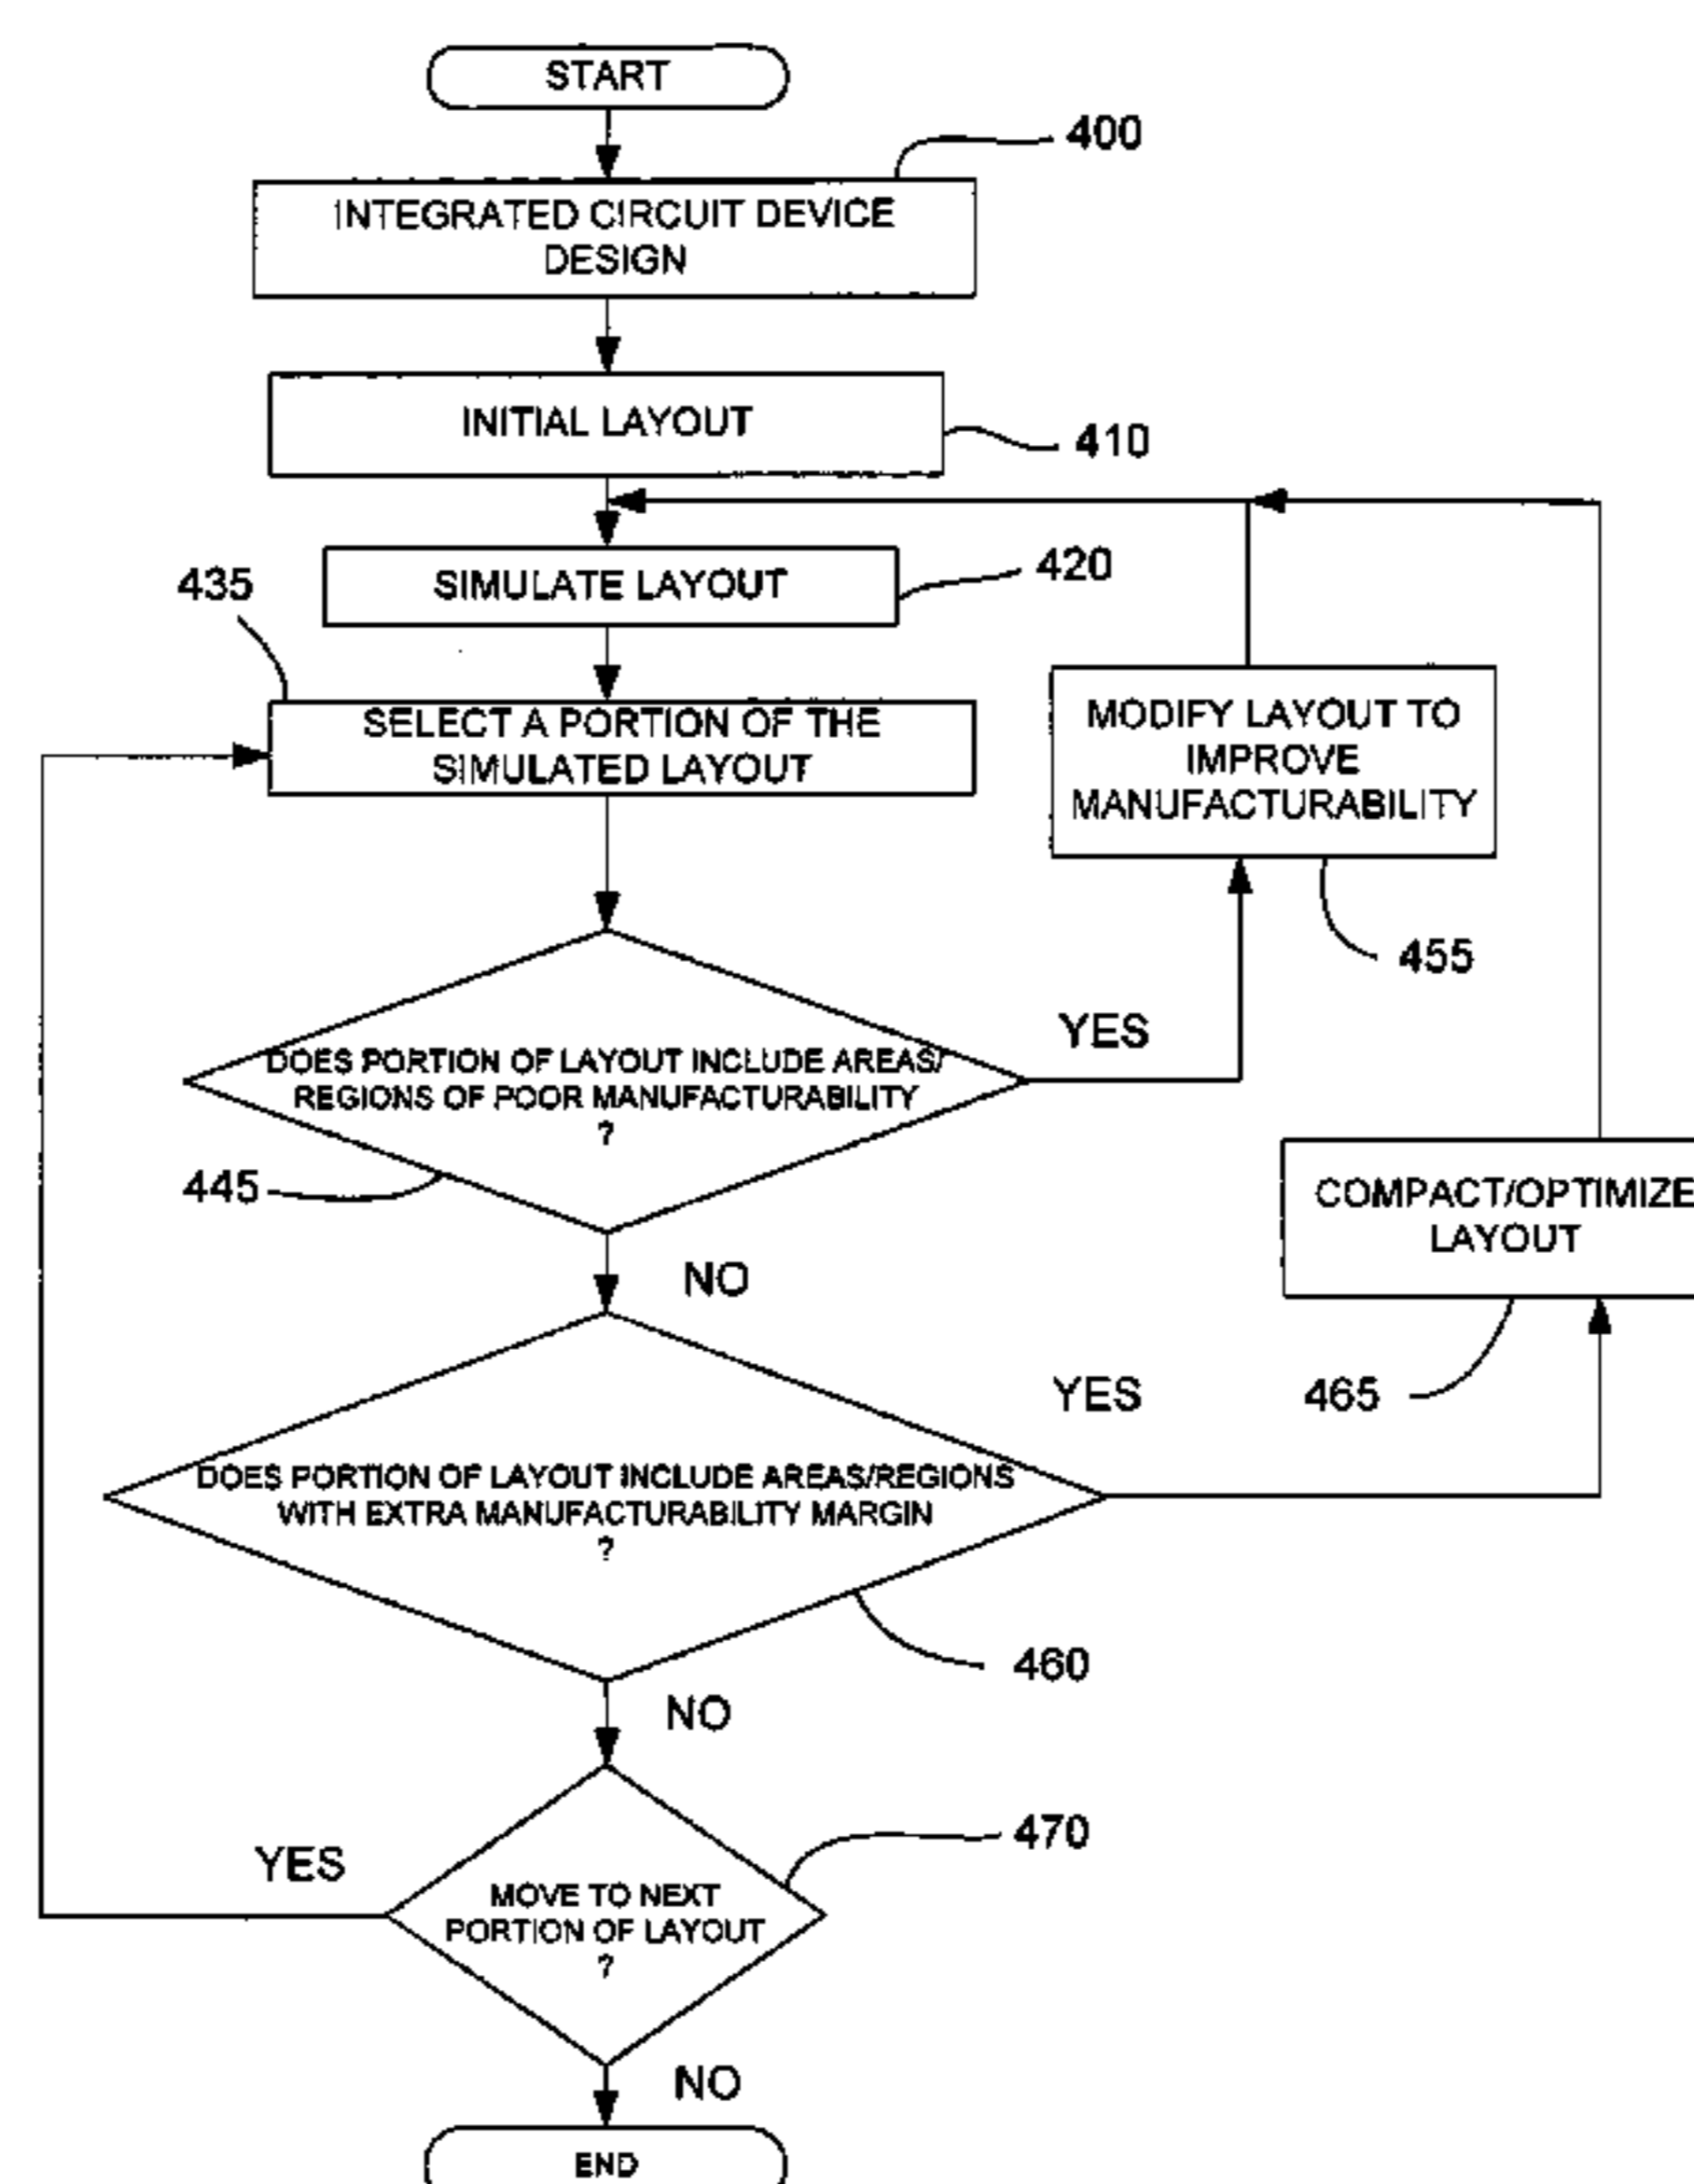 START
400
INTEGRATED CIRCUIT DEVICE
DESIGN
INITIAL LAYOUT
410
SIMULATE LAYOUT
420
435
SELECT A PORTION OF THE
SIMULATED LAYOUT
MODIFY LAYOUT TO
IMPROVE
MANUFACTURABILITY
455
DOES PORTION OF LAYOUT INCLUDE AREAS/
REGIONS OF POOR MANUFACTURABILITY
?
YES
445
NO
COMPACT/OPTIMIZE
LAYOUT
465
DOES PORTION OF LAYOUT INCLUDE AREAS/REGIONS
WITH EXTRA MANUFACTURABILITY MARGIN
?
YES
460
NO
470
MOVE TO NEXT
PORTION OF LAYOUT
?
YES
NO
END